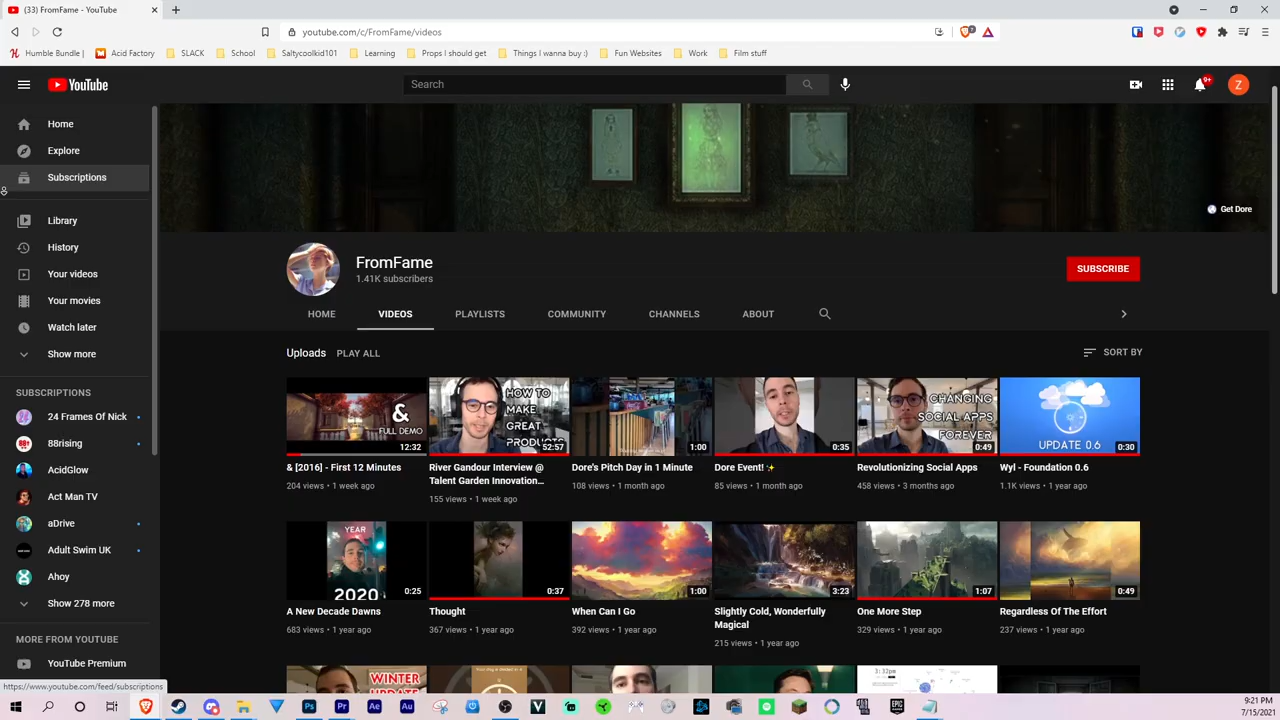 (33) FromFame - YouTube
youtube.com/c/FromFame/videos
Humble Bundle | Acid Factory SLACK School Saltycoolkid101 Learning Props I should get Things I wanna buy :) Fun Websites Work Film stuff
YouTube
Search
9+
Z
Home
Explore
Subscriptions
Library
History
Your videos
Your movies
Watch later
Show more
SUBSCRIPTIONS
24 Frames Of Nick
88rising
AcidGlow
Act Man TV
aDrive
Adult Swim UK
Ahoy
Show 278 more
MORE FROM YOUTUBE
YouTube Premium
https://www.youtube.com/feed/subscriptions
Get Dore
FromFame
1.41K subscribers
SUBSCRIBE
HOME VIDEOS PLAYLISTS COMMUNITY CHANNELS ABOUT
Uploads PLAY ALL SORT BY
&
FULL DEMO
12:32
& [2016] - First 12 Minutes
204 views • 1 week ago
HOW TO
MAKE
GREAT
PRODUCTS
52:57
River Gandour Interview @
Talent Garden Innovation...
155 views • 1 week ago
1:00
Dore's Pitch Day in 1 Minute
108 views • 1 month ago
0:35
Dore Event!✨
85 views • 1 month ago
CHANGING
SOCIAL APPS
FOREVER
0:49
Revolutionizing Social Apps
458 views • 3 months ago
UPDATE 0.6
0:30
Wyl - Foundation 0.6
1.1K views • 1 year ago
YEAR
2020
0:25
A New Decade Dawns
683 views • 1 year ago
0:37
Thought
367 views • 1 year ago
1:00
When Can I Go
392 views • 1 year ago
3:23
Slightly Cold, Wonderfully
Magical
215 views • 1 year ago
1:07
One More Step
329 views • 1 year ago
0:49
Regardless Of The Effort
237 views • 1 year ago
WINTER
UPDATE
3:32pm
9:21 PM
7/15/2021